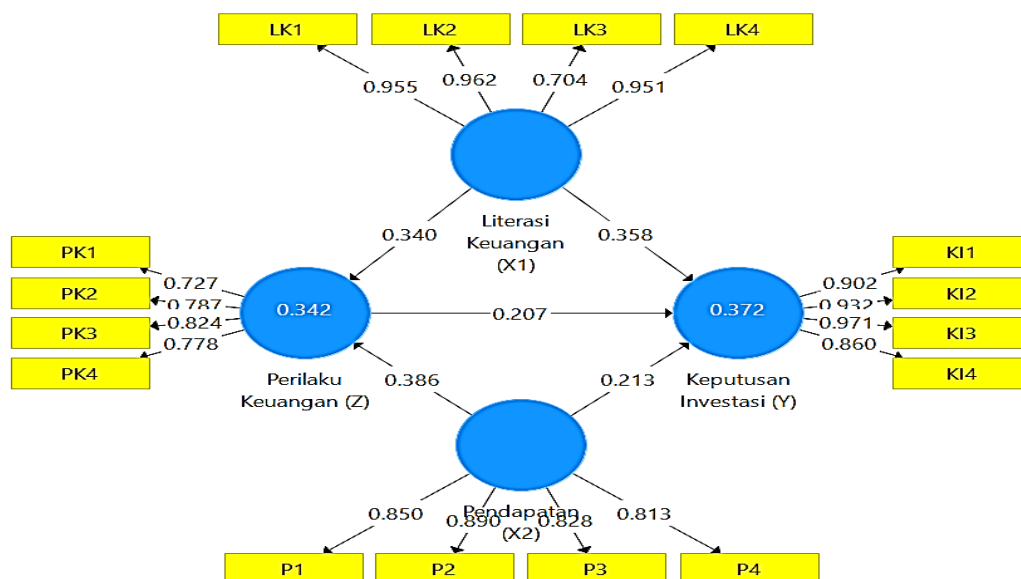 LK1 LK2 LK3 LK4
0.955 0.962 0.704 0.951
Literasi
Keuangan
(X1)
0.340 0.358
PK1
PK2
PK3
PK4
0.727
0.787
0.824
0.778
0.342
Perilaku
Keuangan (Z)
0.207
0.372
Keputusan
Investasi (Y)
0.902
0.932
0.971
0.860
KI1
KI2
KI3
KI4
0.386 0.213
Pendapatan
(X2)
0.850 0.890 0.828 0.813
P1 P2 P3 P4